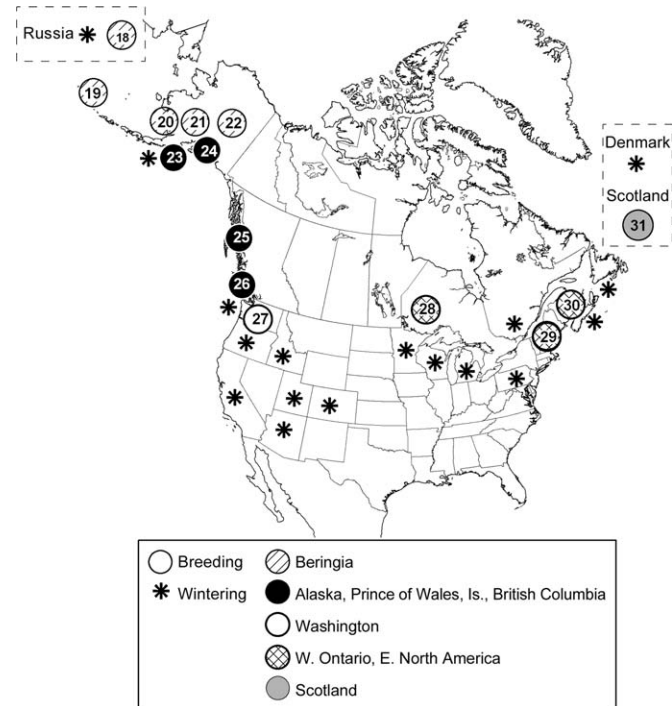 Russia
18
19
20
21
22
23
24
Denmark
Scotland
31
25
26
27
28
30
29
Breeding
Wintering
Beringia
Alaska, Prince of Wales, Is., British Columbia
Washington
W. Ontario, E. North America
Scotland